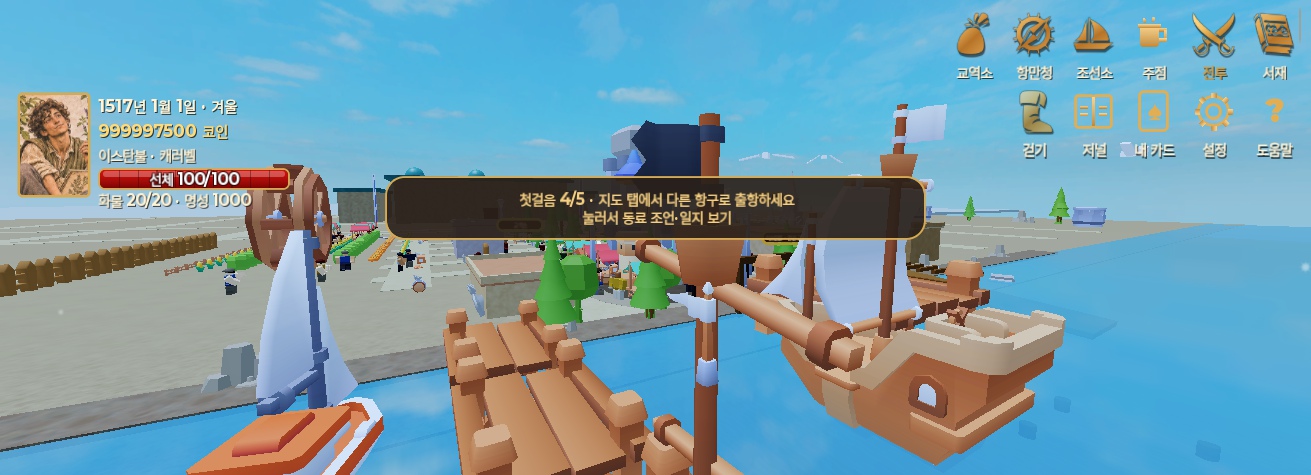 1517년 1월 1일 · 겨울
999997500 코인
이스탄불 · 캐러벨
선체 100/100
화물 20/20 · 명성 1000
첫걸음 4/5 · 지도 탭에서 다른 항구로 출항하세요
눌러서 동료 조언·일지 보기
교역소 항만청 조선소 주점 전투 서재
걷기 저널 내 카드 설정 도움말